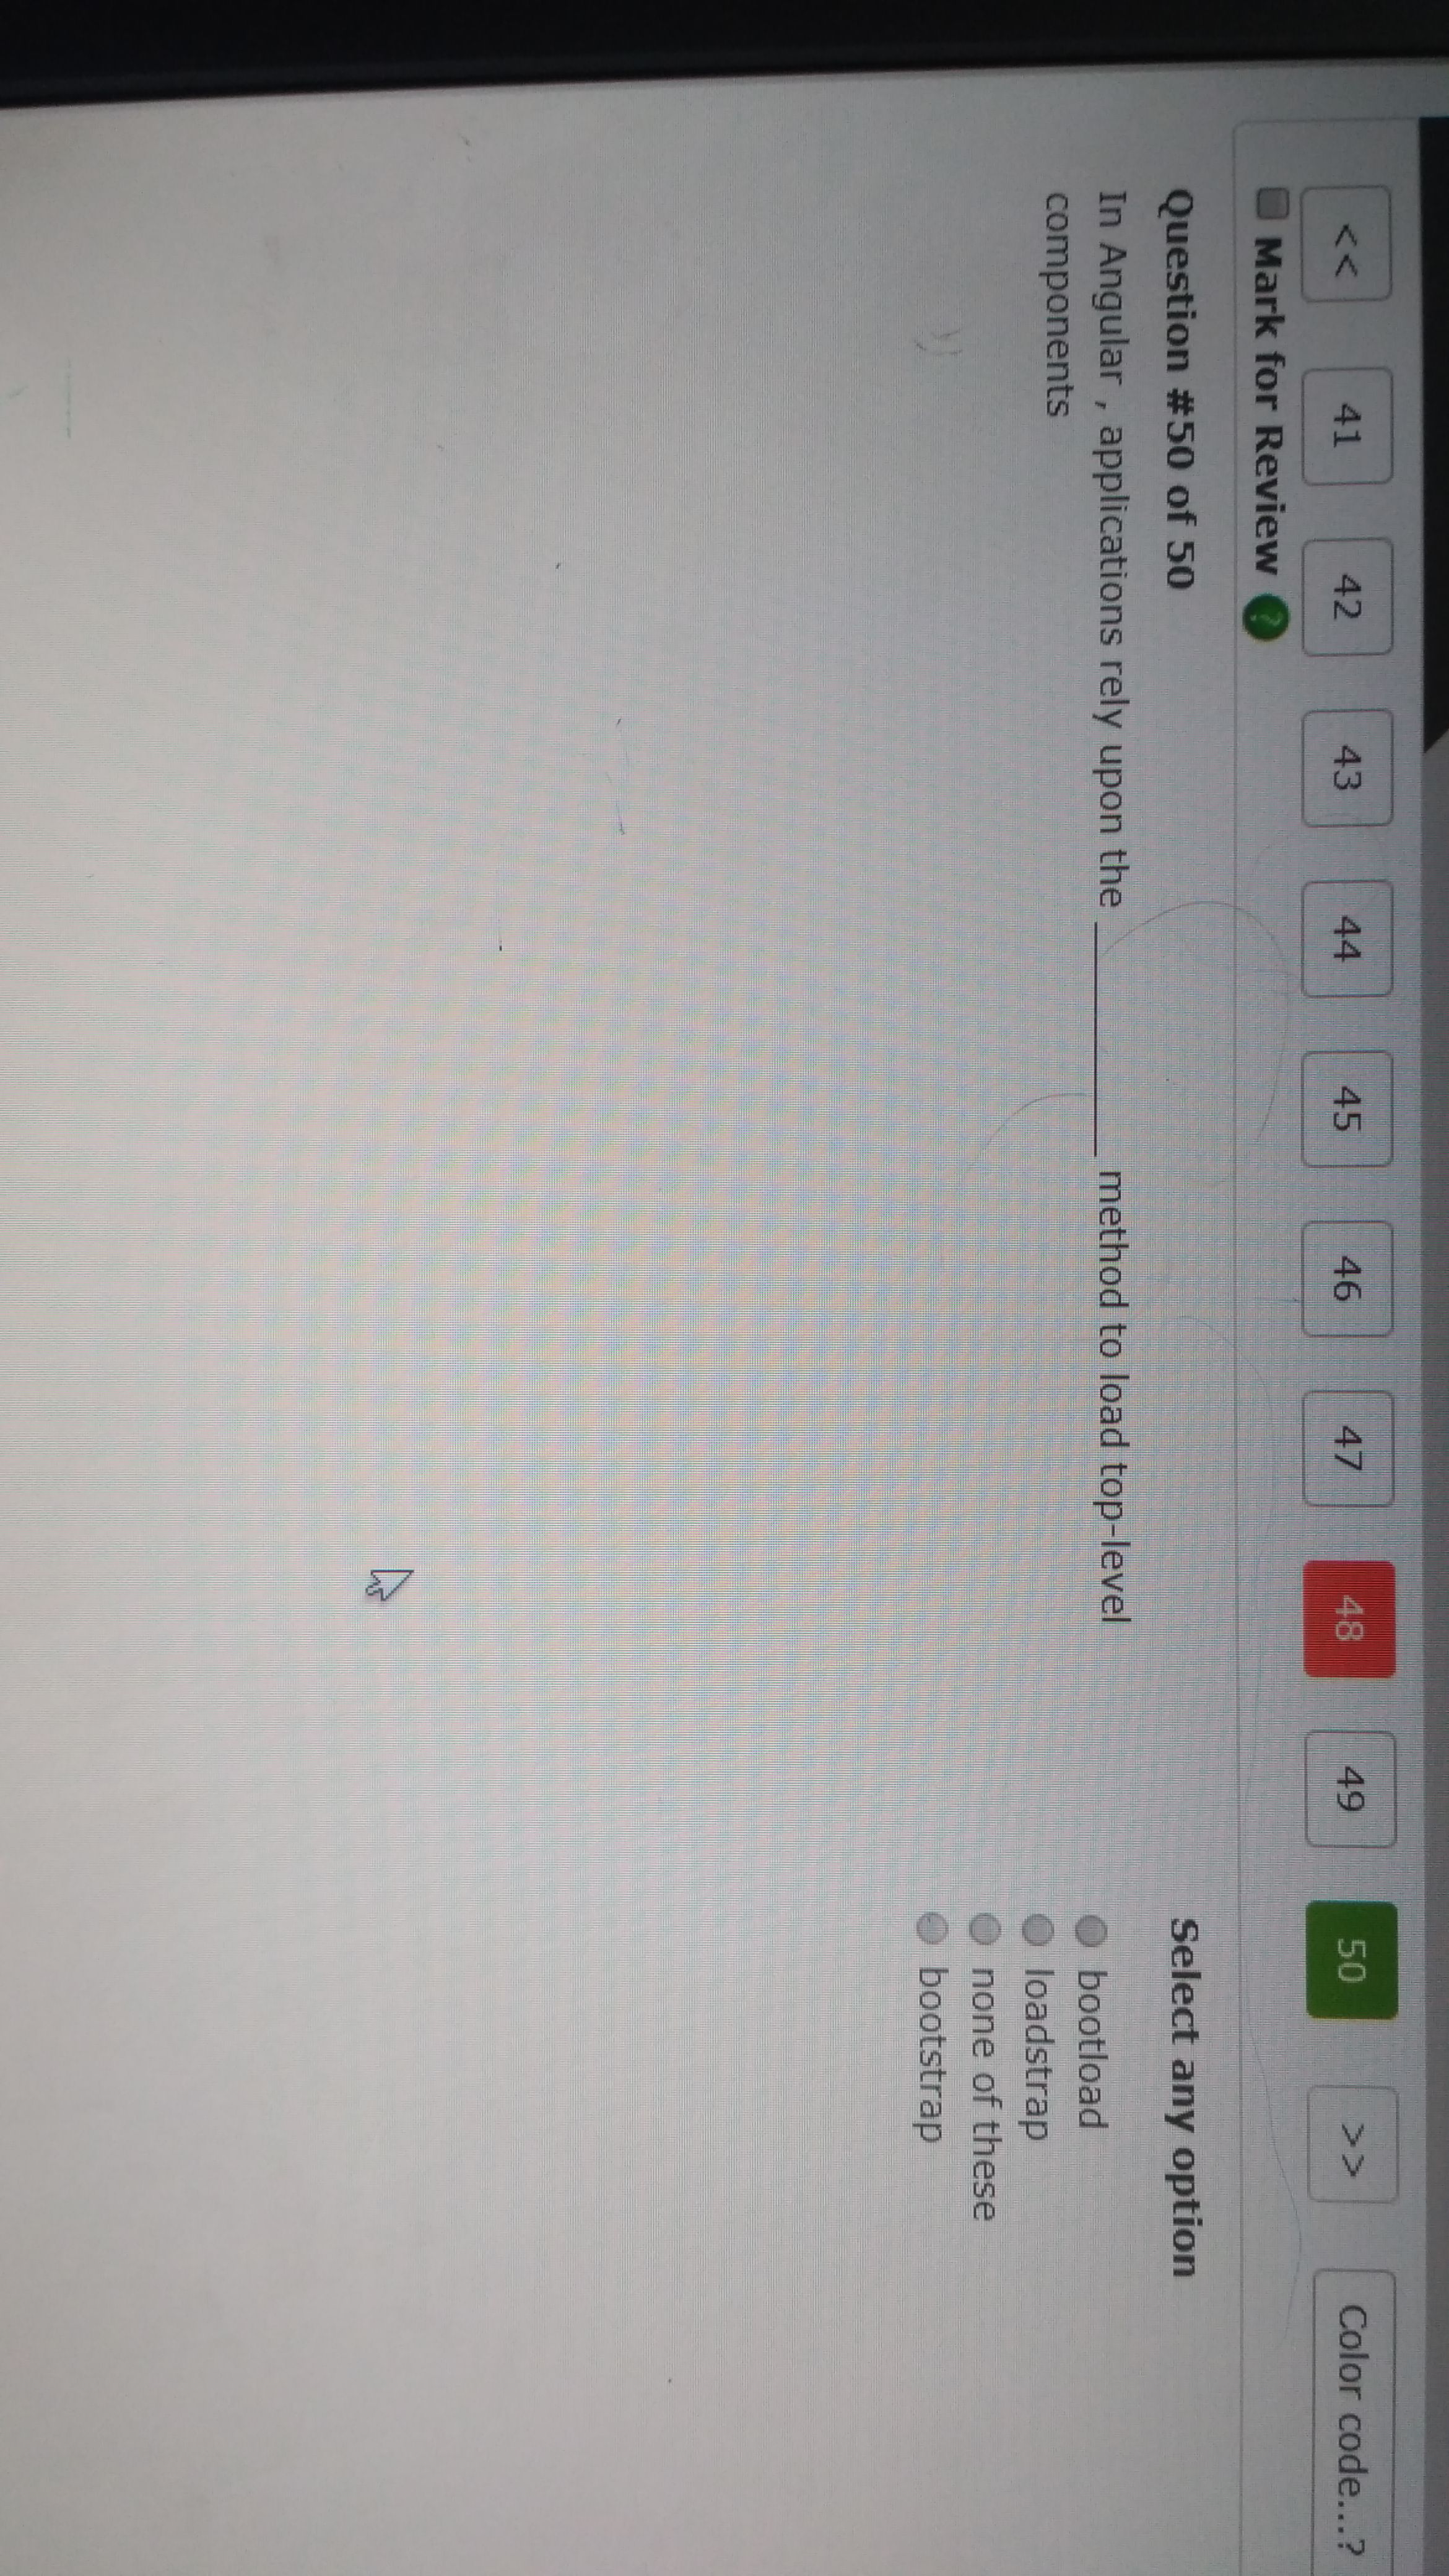 << 41 42 43 44 45 46 47 48 49 50 >> Color code...?
Mark for Review ?
Question #50 of 50
In Angular , applications rely upon the ____________ method to load top-level
components
Select any option
bootload
loadstrap
none of these
bootstrap